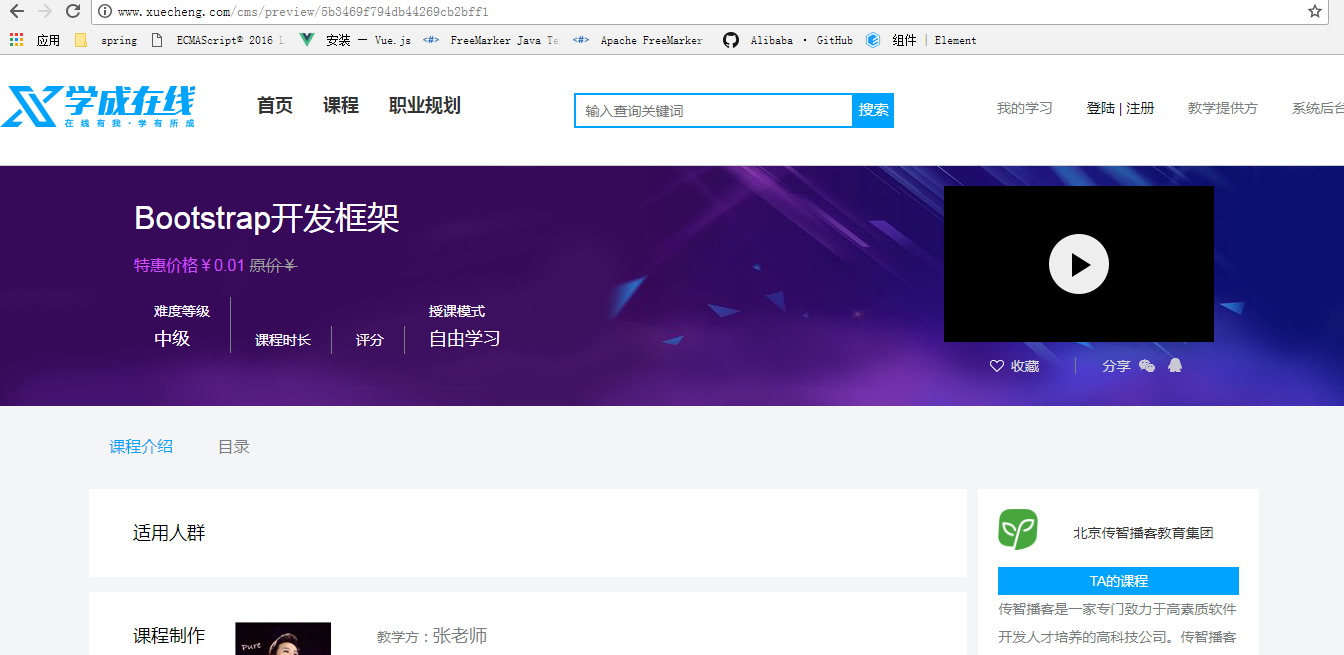 www.xuecheng.com/cms/preview/5b3469f794db44269cb2bff1
应用 spring ECMAScript® 2016 L 安装 — Vue.js <#> FreeMarker Java Te <#> Apache FreeMarker Alibaba · GitHub 组件 | Element
学成在线
在线有我·学有所成
首页 课程 职业规划 输入查询关键词 搜索 我的学习 登陆 | 注册 教学提供方 系统后台
Bootstrap开发框架
特惠价格￥0.01 原价￥
难度等级 授课模式
中级 课程时长 评分 自由学习
收藏 分享
课程介绍 目录
适用人群
北京传智播客教育集团
TA的课程
传智播客是一家专门致力于高素质软件
开发人才培养的高科技公司。传智播客
课程制作 Pure 教学方：张老师